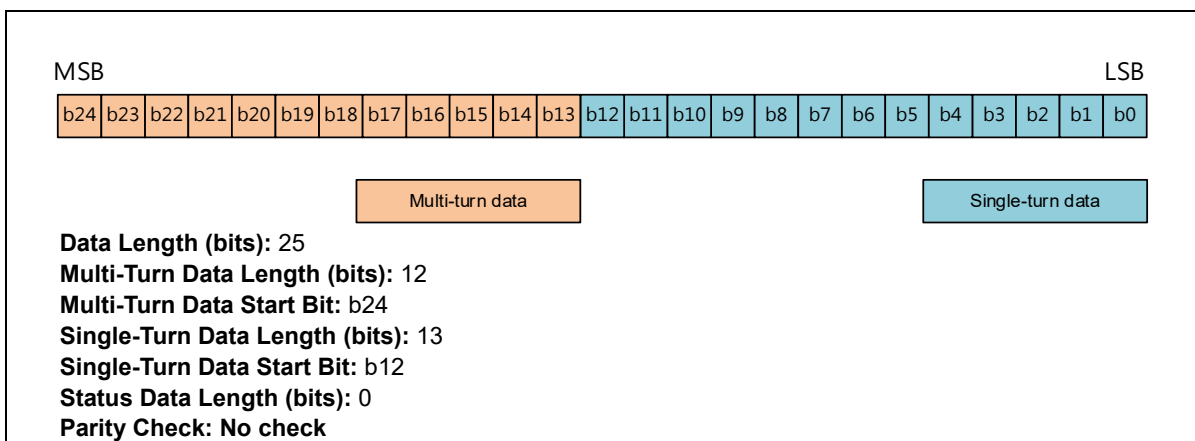 MSB LSB
b24 b23 b22 b21 b20 b19 b18 b17 b16 b15 b14 b13 b12 b11 b10 b9 b8 b7 b6 b5 b4 b3 b2 b1 b0
Multi-turn data Single-turn data
Data Length (bits): 25
Multi-Turn Data Length (bits): 12
Multi-Turn Data Start Bit: b24
Single-Turn Data Length (bits): 13
Single-Turn Data Start Bit: b12
Status Data Length (bits): 0
Parity Check: No check